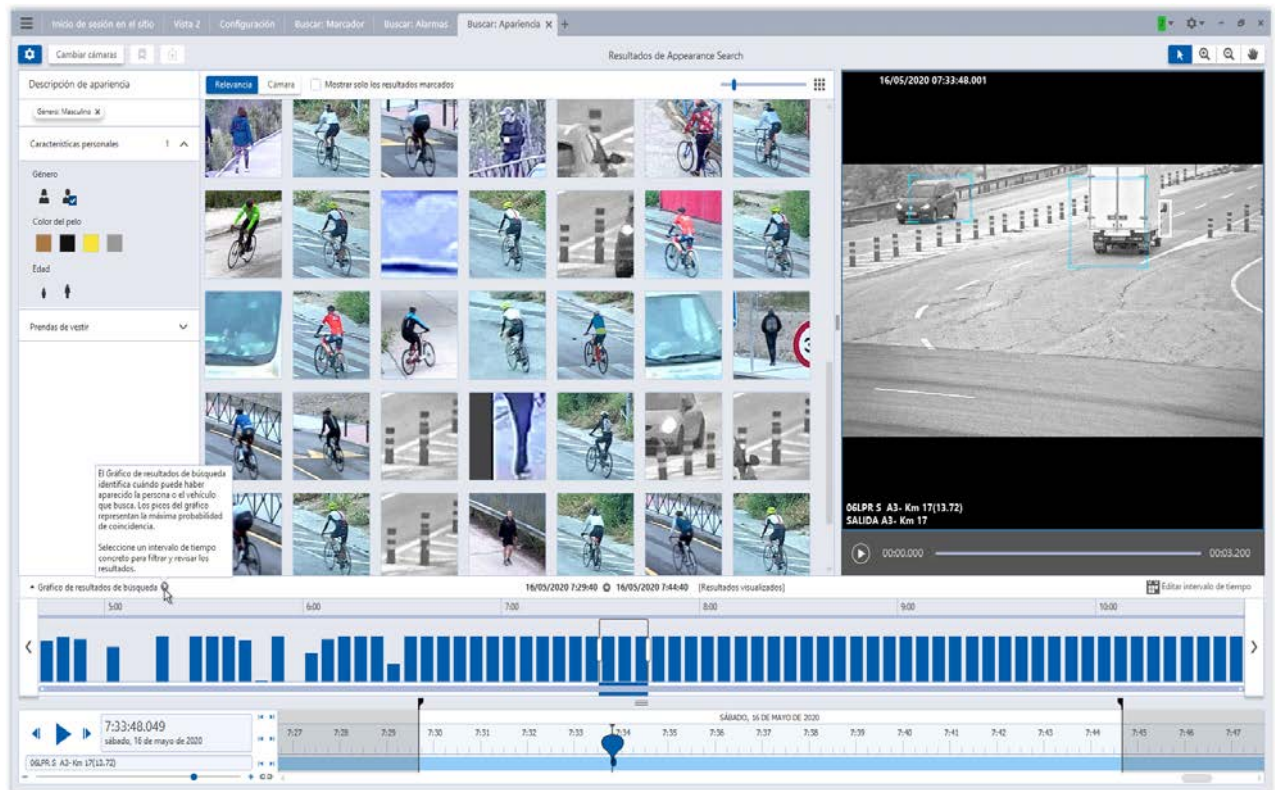 Inicio de sesión en el sitio Vista 2 Configuración Buscar: Marcador Buscar: Alarmas Buscar: Apariencia X +
Cambiar cámaras Resultados de Appearance Search
Descripción de apariencia
Género: Masculino X
Características personales 1
Género
Color del pelo
Edad
Prendas de vestir
Relevancia Cámara Mostrar solo los resultados marcados
16/05/2020 07:33:48.001
06LPR S A3- Km 17(13.72)
SALIDA A3- Km 17
00:00.000 00:03.200
El Gráfico de resultados de búsqueda
identifica cuándo puede haber
aparecido la persona o el vehículo
que busca. Los picos del gráfico
representan la máxima probabilidad
de coincidencia.
Seleccione un intervalo de tiempo
concreto para filtrar y revisar los
resultados.
Gráfico de resultados de búsqueda 16/05/2020 7:29:40 16/05/2020 7:44:40 [Resultados visualizados] Editar intervalo de tiempo
5:00 6:00 7:00 8:00 9:00 10:00
SÁBADO, 16 DE MAYO DE 2020
7:33:48.049
sábado, 16 de mayo de 2020
7:27 7:28 7:29 7:30 7:31 7:32 7:33 7:34 7:35 7:36 7:37 7:38 7:39 7:40 7:41 7:42 7:43 7:44 7:45 7:46 7:47
06LPR S A3- Km 17(13.72)